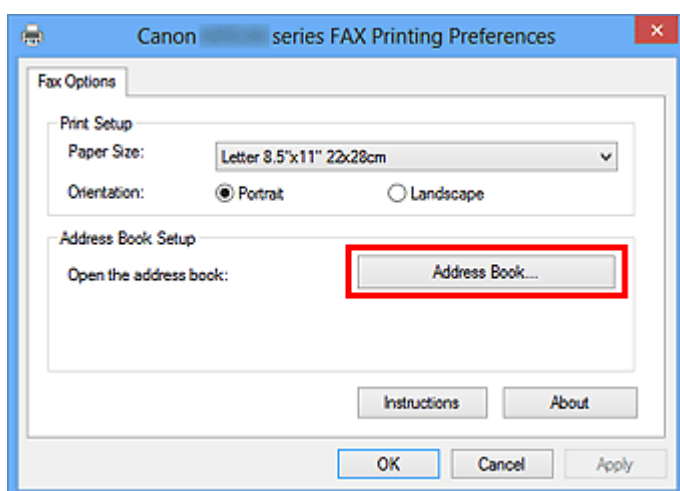 Canon series FAX Printing Preferences
Fax Options
Print Setup
Paper Size: Letter 8.5"x11" 22x28cm
Orientation: Portrait Landscape
Address Book Setup
Open the address book: Address Book...
Instructions About
OK Cancel Apply